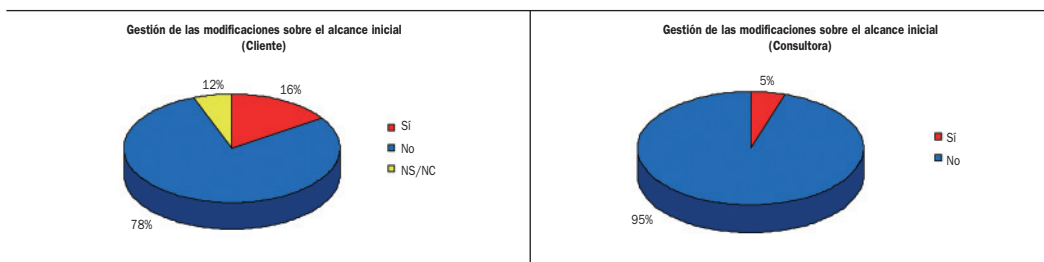 Gestión de las modificaciones sobre el alcance inicial
(Cliente)
12%
16%
78%
Sí
No
NS/NC
Gestión de las modificaciones sobre el alcance inicial
(Consultora)
5%
95%
Sí
No